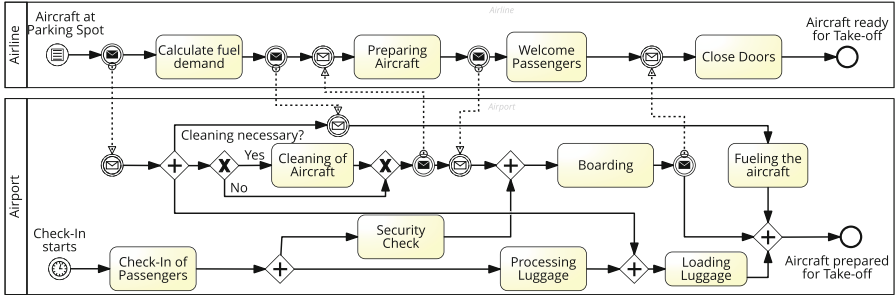 Airline
Airline
Aircraft at
Parking Spot
Calculate fuel
demand
Preparing
Aircraft
Welcome
Passengers
Close Doors
Aircraft ready
for Take-off
Airport
Airport
Cleaning necessary?
Yes
No
Cleaning of
Aircraft
Boarding
Fueling the
aircraft
Check-In
starts
Check-In of
Passengers
Security
Check
Processing
Luggage
Loading
Luggage
Aircraft prepared
for Take-off